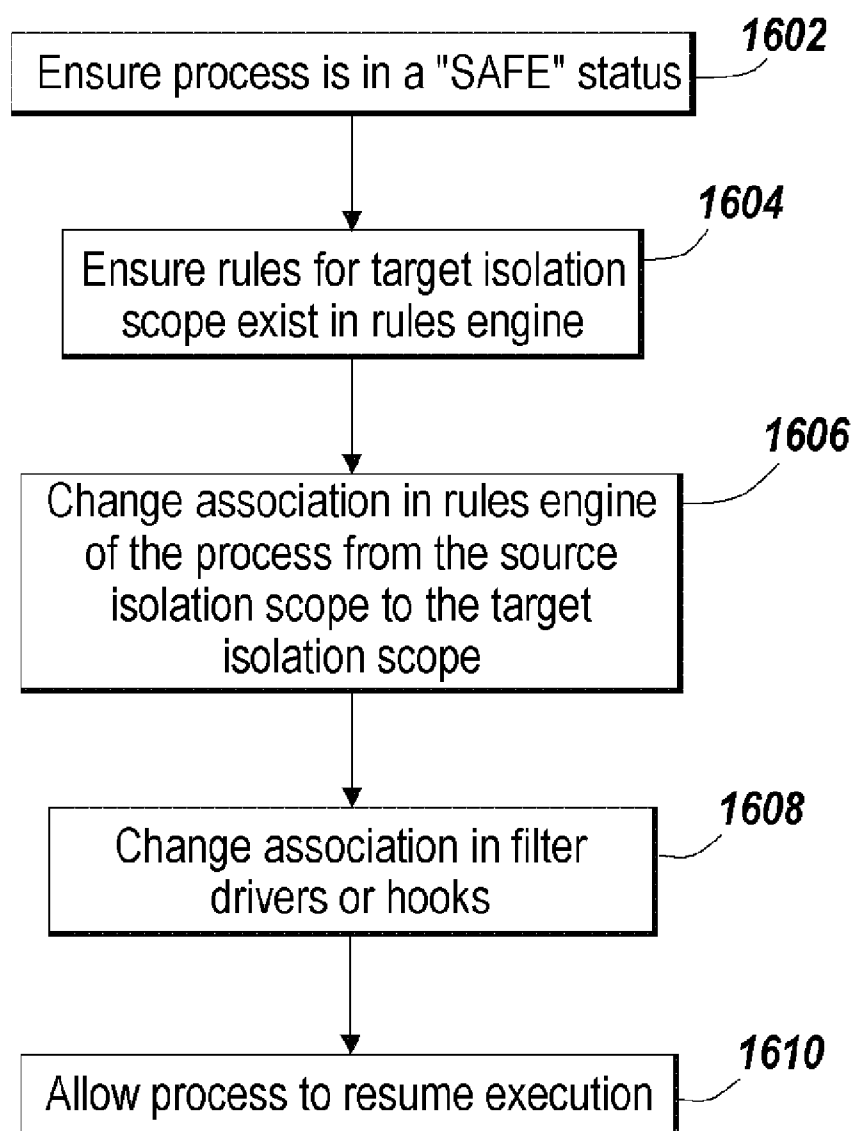 1602
Ensure process is in a "SAFE" status
1604
Ensure rules for target isolation
scope exist in rules engine
1606
Change association in rules engine
of the process from the source
isolation scope to the target
isolation scope
1608
Change association in filter
drivers or hooks
1610
Allow process to resume execution